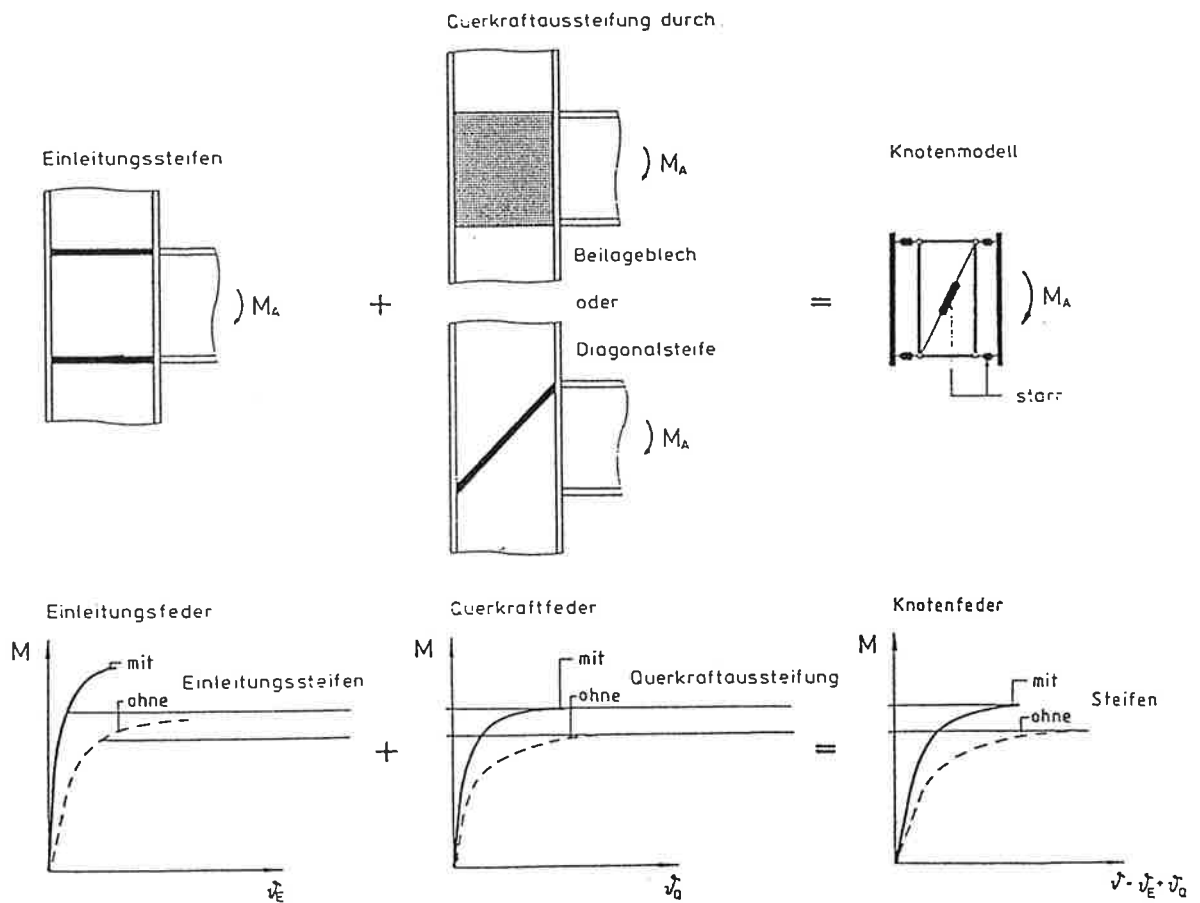 Querkraftaussteifung durch
Einleitungssteifen
M_A
+
M_A
Beilageblech
oder
Diagonalsteife
M_A
=
Knotenmodell
M_A
starr
Einleitungsfeder
M
mit
Einleitungssteifen
ohne
ϑ_E
+
Querkraftfeder
M
mit
Querkraftaussteifung
ohne
ϑ_Q
=
Knotenfeder
M
mit
Steifen
ohne
ϑ = ϑ_E + ϑ_Q